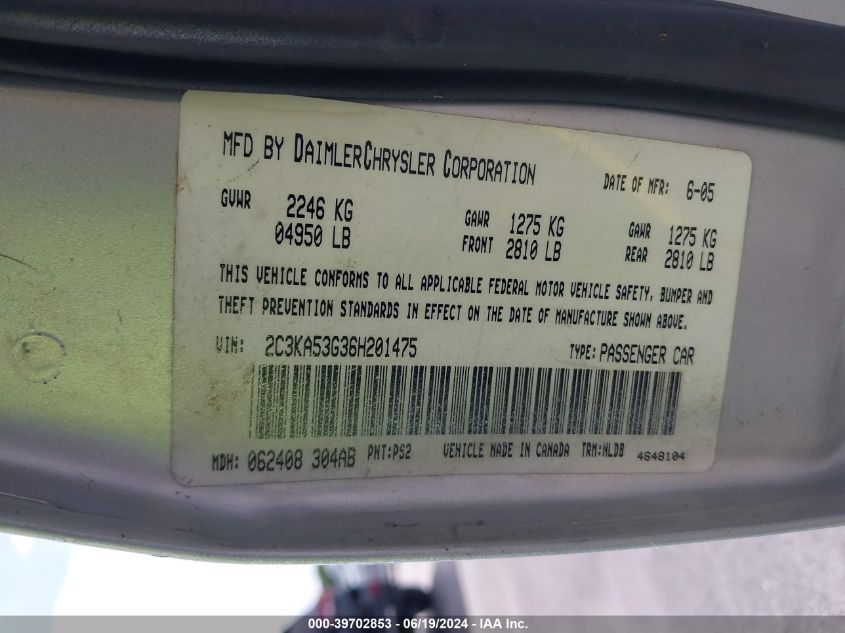 MFD BY DAIMLERCHRYSLER CORPORATION DATE OF MFR: 6-05
GVWR 2246 KG GAWR 1275 KG GAWR 1275 KG
04950 LB FRONT 2810 LB REAR 2810 LB
THIS VEHICLE CONFORMS TO ALL APPLICABLE FEDERAL MOTOR VEHICLE SAFETY, BUMPER AND
THEFT PREVENTION STANDARDS IN EFFECT ON THE DATE OF MANUFACTURE SHOWN ABOVE.
VIN: 2C3KA53G36H201475 TYPE: PASSENGER CAR
MDH: 062408 304AB PNT:PS2 VEHICLE MADE IN CANADA TRM:HLDB 4648104
000-39702853 - 06/19/2024 - IAA Inc.